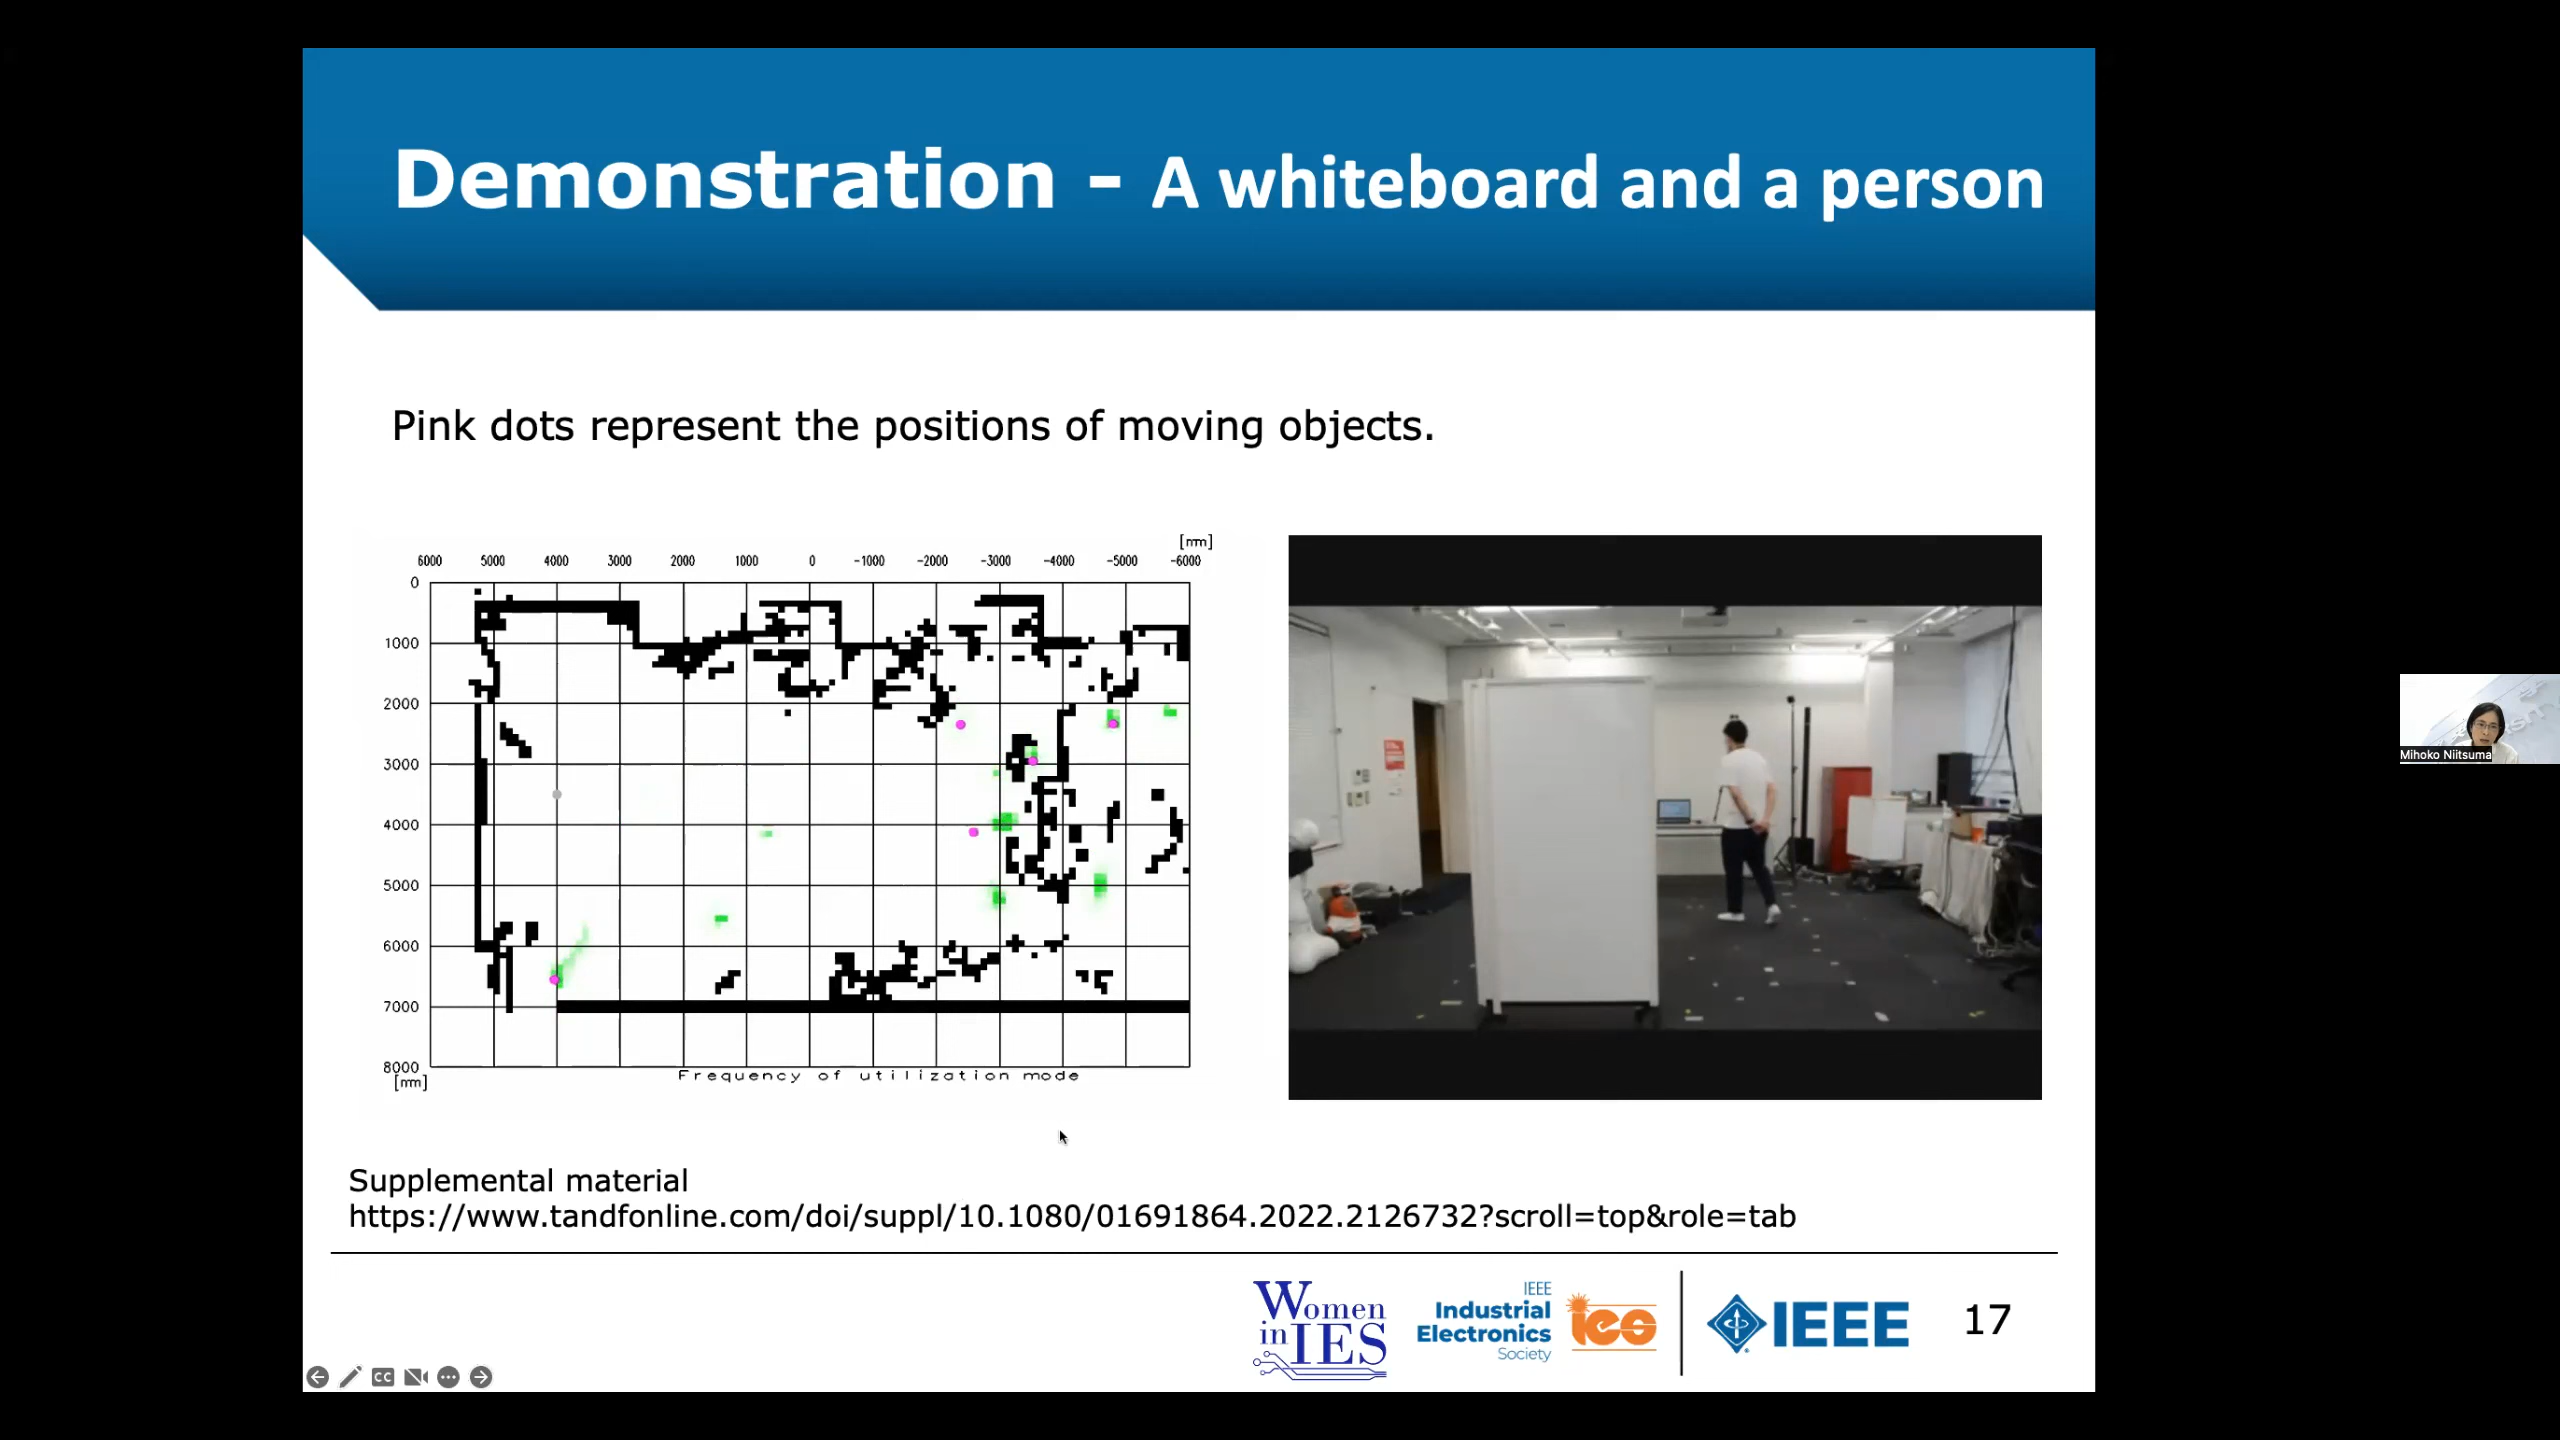 Demonstration - A whiteboard and a person
Pink dots represent the positions of moving objects.
[mm]
6000 5000 4000 3000 2000 1000 0 -1000 -2000 -3000 -4000 -5000 -6000
0
1000
2000
3000
4000
5000
6000
7000
8000
[mm]
Frequency of utilization mode
Mihoko Niitsuma
Supplemental material
https://www.tandfonline.com/doi/suppl/10.1080/01691864.2022.2126732?scroll=top&role=tab
Women
in IES
IEEE
Industrial
Electronics
Society
ies
IEEE
17
CC